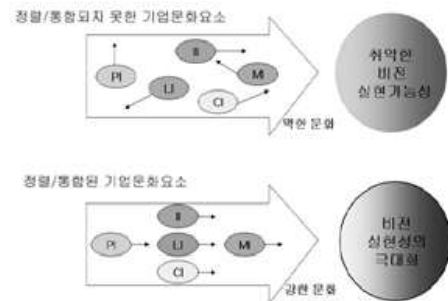 정렬/통합되자 못한 기업문화요소
II
PI
MI
LI
CI
약한 문화
취약한
비전
실현가능성
정렬/통합된 기업문화요소
II
PI
LI
MI
CI
강한 문화
비전
실현성의
극대화